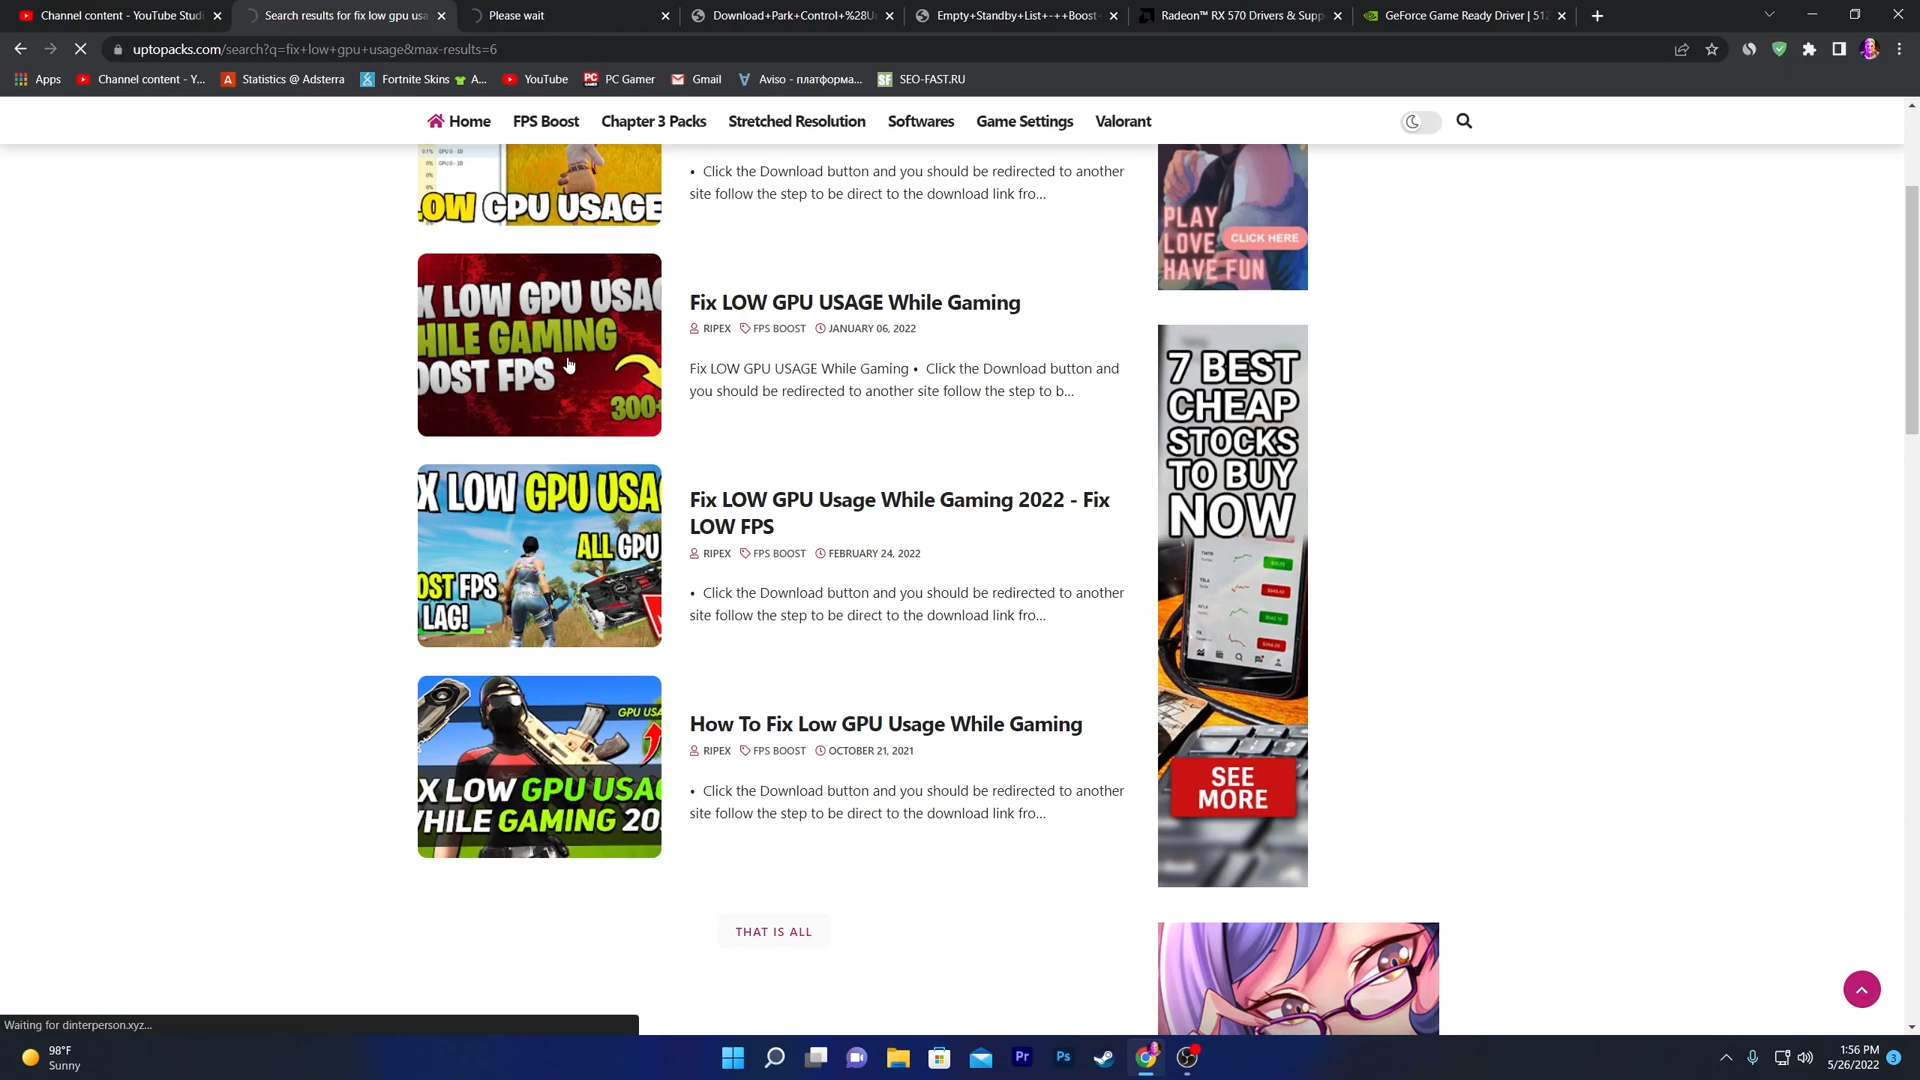 Channel content - YouTube Studi
Search results for fix low gpu usa
Please wait
Download+Park+Control+%28U
Empty+Standby+List+-++Boost+
Radeon™ RX 570 Drivers & Supp
GeForce Game Ready Driver | 512
uptopacks.com/search?q=fix+low+gpu+usage&max-results=6
Apps
Channel content - Y...
Statistics @ Adsterra
Fortnite Skins 👕 A...
YouTube
PC Gamer
Gmail
Aviso - платформа...
SEO-FAST.RU
Home
FPS Boost
Chapter 3 Packs
Stretched Resolution
Softwares
Game Settings
Valorant
LOW GPU USAGE
• Click the Download button and you should be redirected to another
site follow the step to be direct to the download link fro...
PLAY
LOVE
HAVE FUN
CLICK HERE
X LOW GPU USAG
HILE GAMING
OOST FPS
300+
Fix LOW GPU USAGE While Gaming
RIPEX FPS BOOST JANUARY 06, 2022
Fix LOW GPU USAGE While Gaming • Click the Download button and
you should be redirected to another site follow the step to b...
7 BEST
CHEAP
STOCKS
TO BUY
NOW
SEE
MORE
X LOW GPU USA
ALL GPU
OST FPS
LAG!
Fix LOW GPU Usage While Gaming 2022 - Fix
LOW FPS
RIPEX FPS BOOST FEBRUARY 24, 2022
• Click the Download button and you should be redirected to another
site follow the step to be direct to the download link fro...
GPU USA
X LOW GPU USA
WHILE GAMING 20
How To Fix Low GPU Usage While Gaming
RIPEX FPS BOOST OCTOBER 21, 2021
• Click the Download button and you should be redirected to another
site follow the step to be direct to the download link fro...
THAT IS ALL
Waiting for dinterperson.xyz...
98°F
Sunny
Pr
Ps
1:56 PM
5/26/2022
3